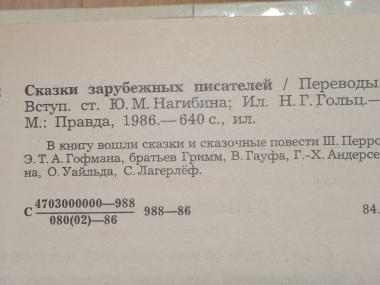 Сказки зарубежных писателей / Переводы
Вступ. ст. Ю. М. Нагибина; Ил. Н. Г. Гольц.—
М.: Правда, 1986.— 640 с., ил.
В книгу вошли сказки и сказочные повести Ш. Перро
Э. Т. А. Гофмана, братьев Гримм, В. Гауфа, Г.-Х. Андерсе-
на, О. Уайльда, С. Лагерлёф.
С 4703000000—988
080(02)—86 988—86 84.